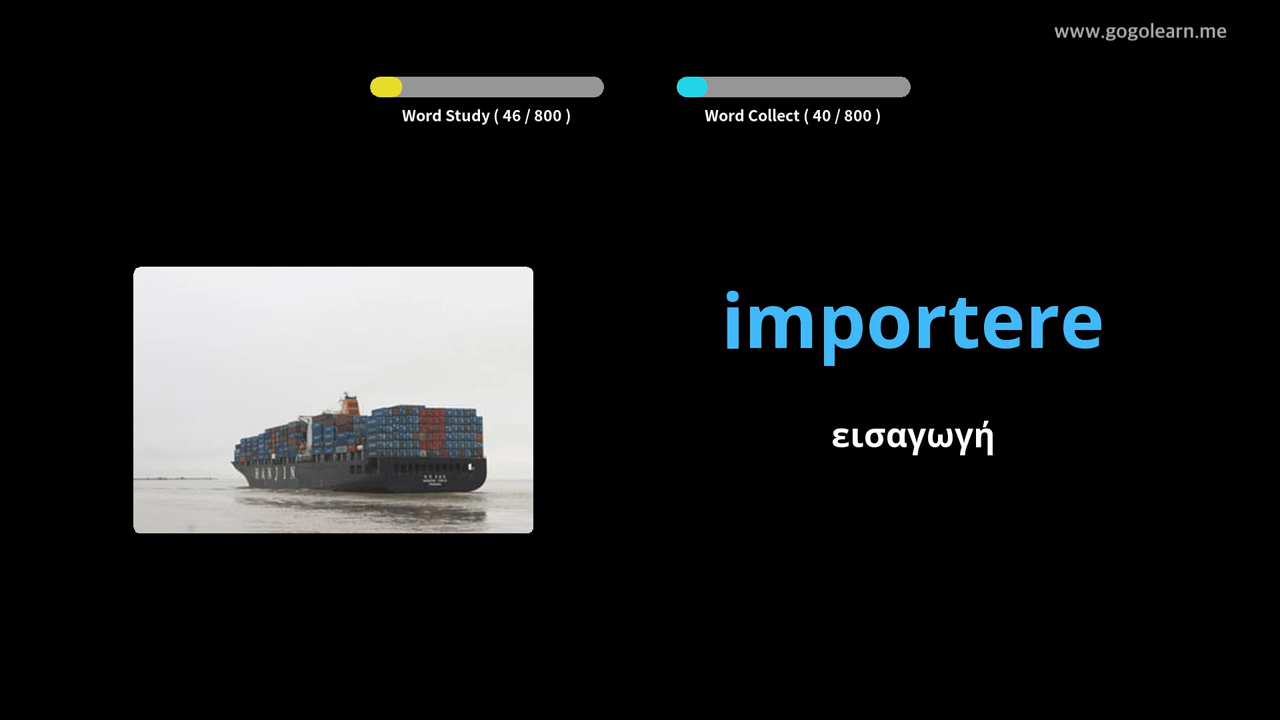 www.gogolearn.me
Word Study ( 46 / 800 )
Word Collect ( 40 / 800 )
importere
εισαγωγή
HANJIN